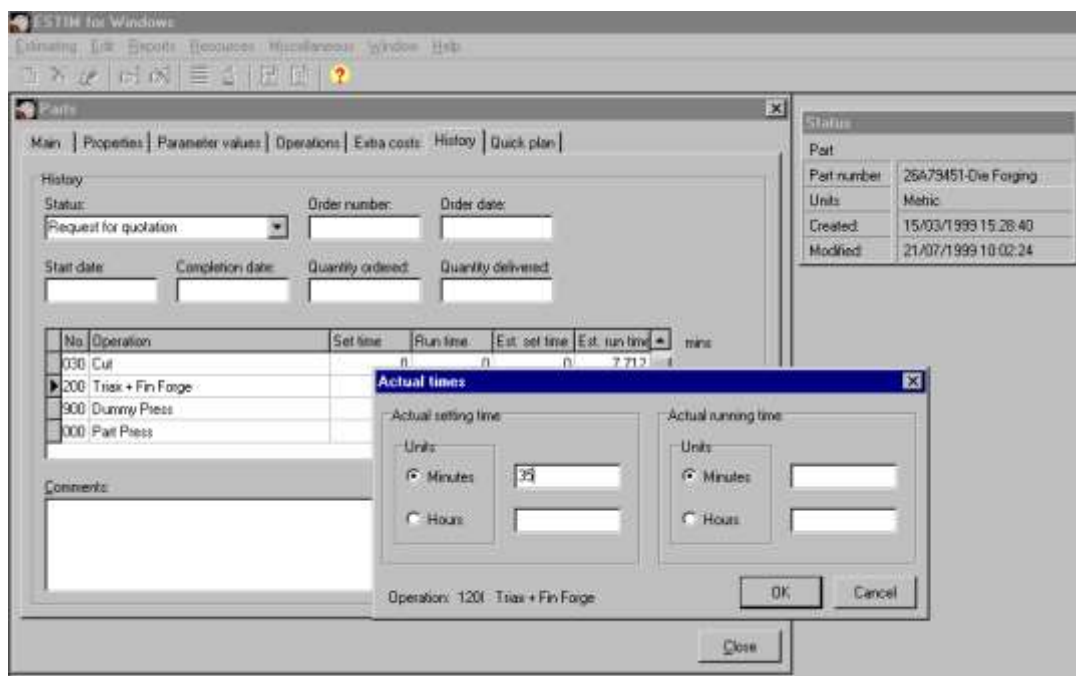 ESTIM for Windows
Estimating Edit Reports Resources Miscellaneous Window Help
Parts
Main Properties Parameter values Operations Extra costs History Quick plan
History
Status:
Request for quotation
Order number:
Order date:
Start date:
Completion date:
Quantity ordered:
Quantity delivered:
No. Operation Set time Run time Est. set time Est. run time mins
030 Cut 0 0 0 7.712
200 Triax + Fin Forge
900 Dummy Press
000 Part Press
Comments:
Close
Actual times
Actual setting time
Units
Minutes 35
Hours
Actual running time
Units
Minutes
Hours
Operation: 120( Triax + Fin Forge
OK Cancel
Status
Part
Part number 26A79451-Die Forging
Units Metric
Created: 15/03/1999 15:28:40
Modified: 21/07/1999 10:02:24